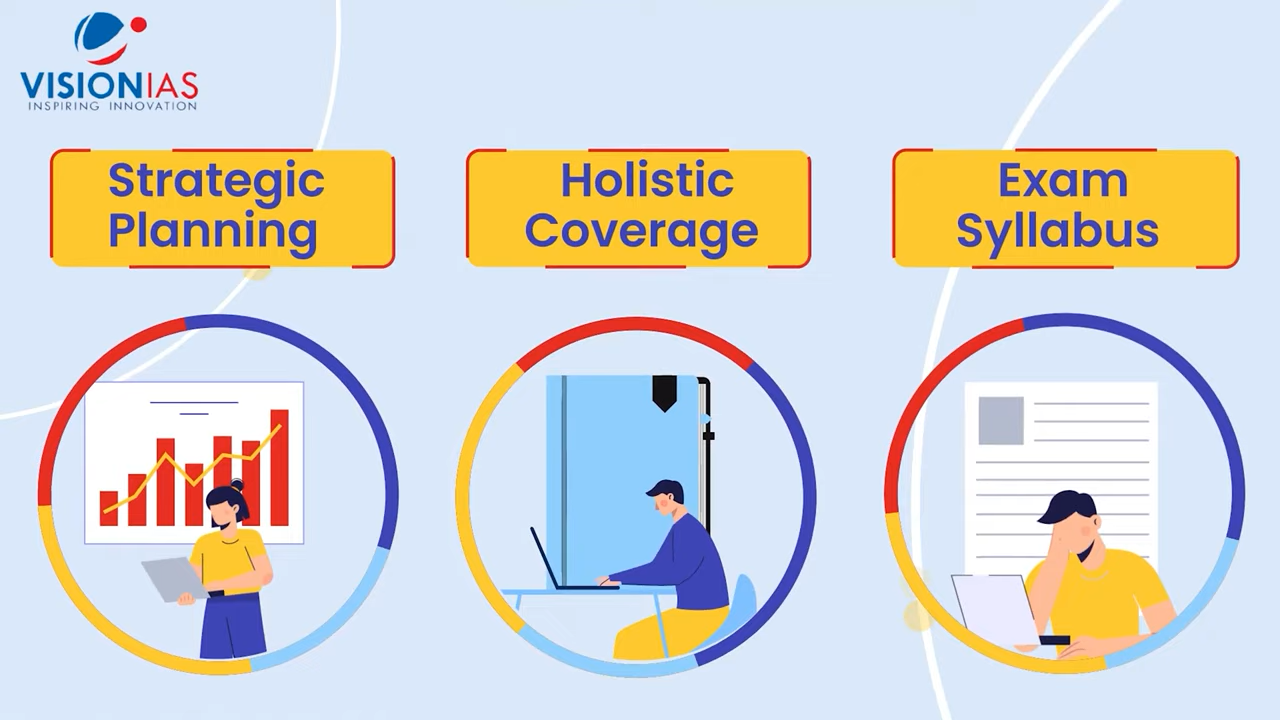 VISIONIAS
INSPIRING INNOVATION
Strategic
Planning
Holistic
Coverage
Exam
Syllabus